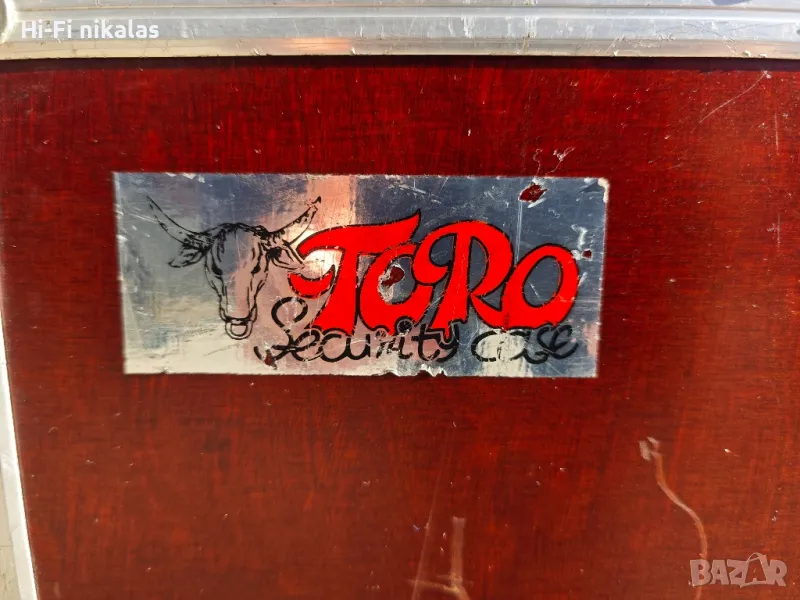 Hi-Fi nikalas
TORO
Security case
BAZAR